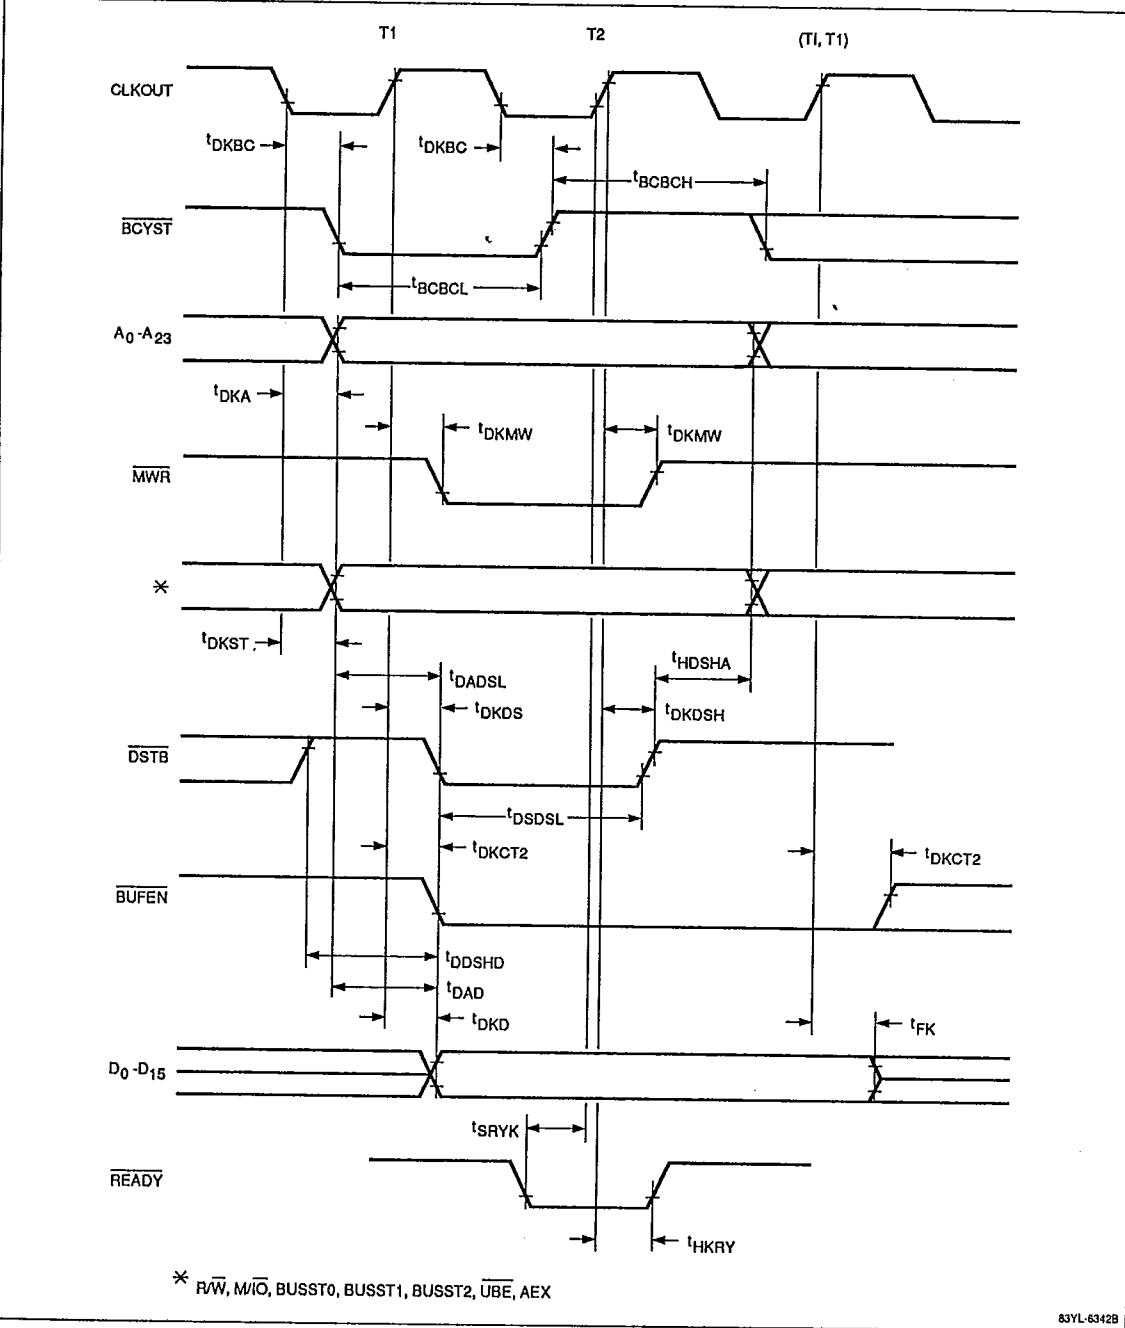 T1 T2 (TI, T1)
CLKOUT
tDKBC tDKBC
tBCBCH
BCYST
tBCBCL
A0-A23
tDKA
tDKMW tDKMW
MWR
*
tDKST
tHDSHA
tDADSL
tDKDS tDKDSH
DSTB
tDSDSL
tDKCT2 tDKCT2
BUFEN
tDDSHD
tDAD
tDKD tFK
D0-D15
tSRYK
READY
tHKRY
* R/W, M/IO, BUSST0, BUSST1, BUSST2, UBE, AEX
83YL-6342B